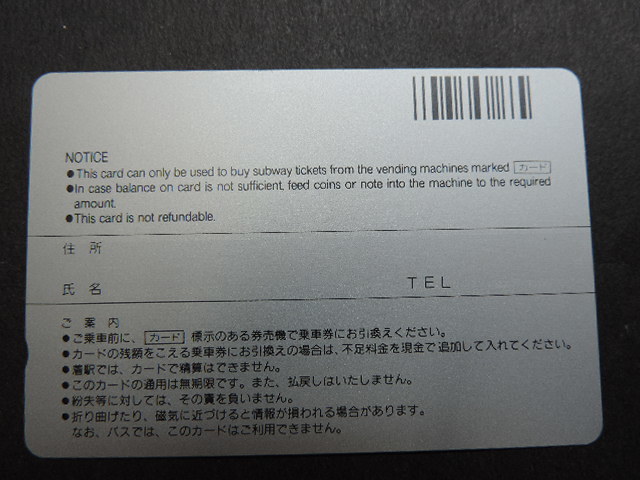 NOTICE
●This card can only be used to buy subway tickets from the vending machines marked カード
●In case balance on card is not sufficient, feed coins or note into the machine to the required
amount.
●This card is not refundable.
住 所
氏 名 TEL
ご 案 内
●ご乗車前に、カード 標示のある券売機で乗車券にお引換えください。
●カードの残額をこえる乗車券にお引換えの場合は、不足料金を現金で追加して入れてください。
●着駅では、カードで精算はできません。
●このカードの通用は無期限です。また、払戻しはいたしません。
●紛失等に対しては、その責を負いません。
●折り曲げたり、磁気に近づけると情報が損われる場合があります。
なお、バスでは、このカードはご利用できません。